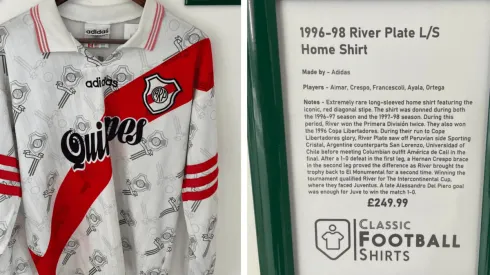 adidas
adidas
Quilmes
1996-98 River Plate L/S
Home Shirt
Made by - Adidas
Players - Aimar, Crespo, Francescoli, Ayala, Ortega
Notes - Extremely rare long-sleeved home shirt featuring the
iconic, red diagonal stipe. The shirt was donned during both
the 1996-97 season and the 1997-98 season. During this
period, River won the Primera División twice. They also won
the 1996 Copa Libertadores. During their run to Copa
Libertadores glory, River Plate saw off Peruvian side Sporting
Cristal, Argentine counterparts San Lorenzo, Universidad of
Chile before meeting Columbian outfit América de Cali in the
final. After a 1-0 defeat in the first leg, a Hernan Crespo brace
in the second leg proved the difference as River brought the
trophy back to El Monumental for a second time. Winning the
tournament qualified River for The Intercontinental Cup,
where they faced Juventus. A late Alessandro Del Piero goal
was enough for Juve to win the match 1-0.
£249.99
CLASSIC
FOOTBALL
SHIRTS